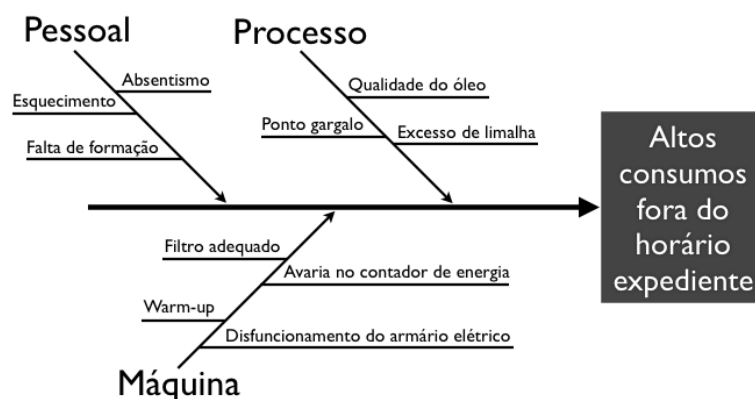 Pessoal
Processo
Absentismo
Esquecimento
Falta de formação
Qualidade do óleo
Ponto gargalo
Excesso de limalha
Altos
consumos
fora do
horário
expediente
Filtro adequado
Avaria no contador de energia
Warm-up
Disfuncionamento do armário elétrico
Máquina